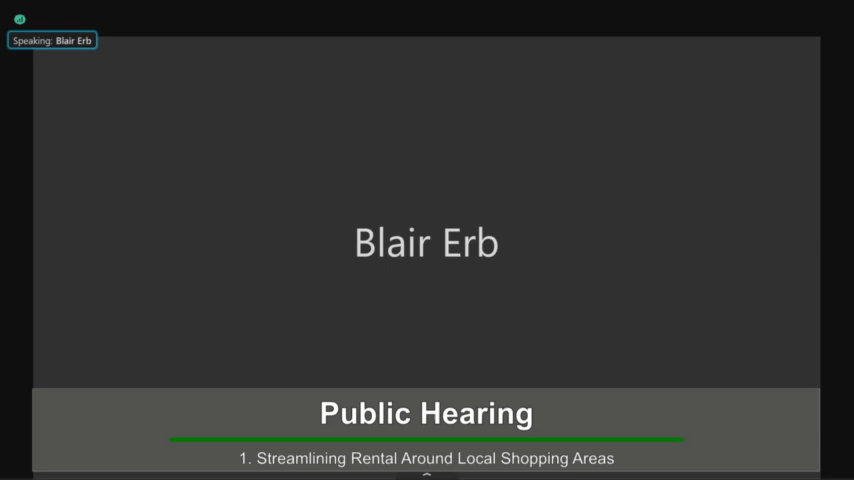 Speaking: Blair Erb
Blair Erb
Public Hearing
1. Streamlining Rental Around Local Shopping Areas